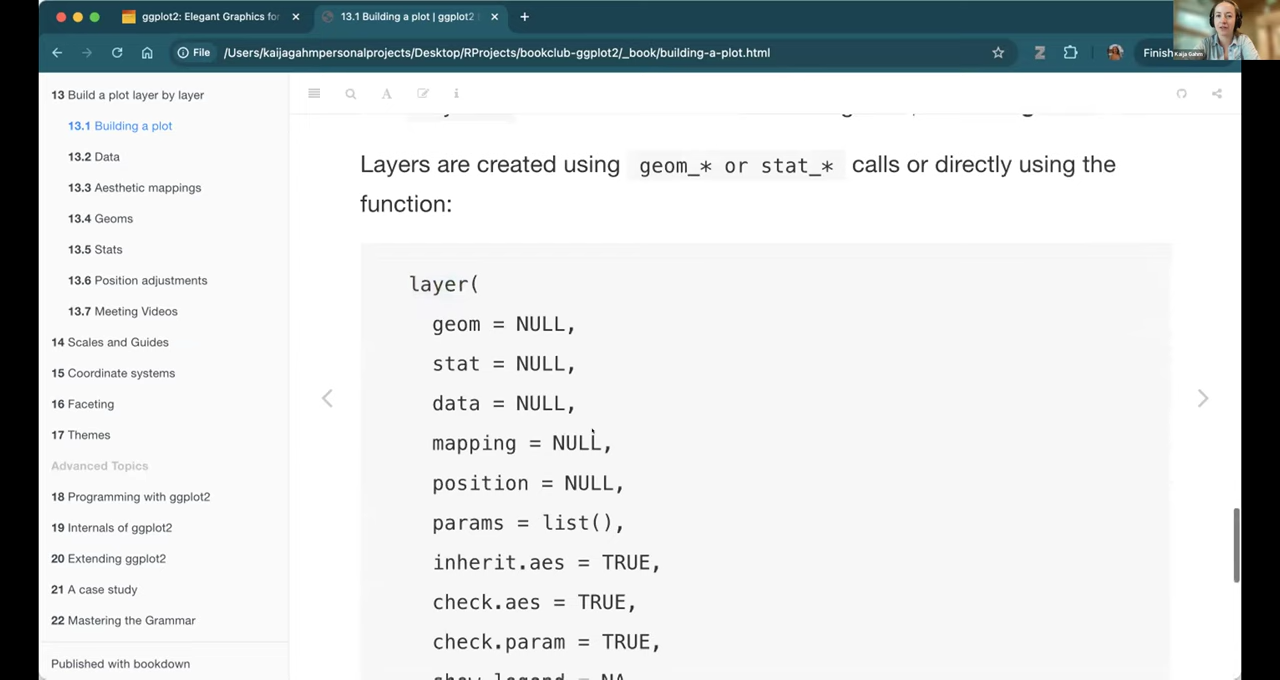 ggplot2: Elegant Graphics for
13.1 Building a plot | ggplot2
File
/Users/kaijagahmpersonalprojects/Desktop/RProjects/bookclub-ggplot2/_book/building-a-plot.html
Finish
Kaija Gahm
13 Build a plot layer by layer
13.1 Building a plot
13.2 Data
13.3 Aesthetic mappings
13.4 Geoms
13.5 Stats
13.6 Position adjustments
13.7 Meeting Videos
14 Scales and Guides
15 Coordinate systems
16 Faceting
17 Themes
Advanced Topics
18 Programming with ggplot2
19 Internals of ggplot2
20 Extending ggplot2
21 A case study
22 Mastering the Grammar
Published with bookdown
Layers are created using geom_* or stat_* calls or directly using the
function:
layer(
geom = NULL,
stat = NULL,
data = NULL,
mapping = NULL,
position = NULL,
params = list(),
inherit.aes = TRUE,
check.aes = TRUE,
check.param = TRUE,
show.legend = NA